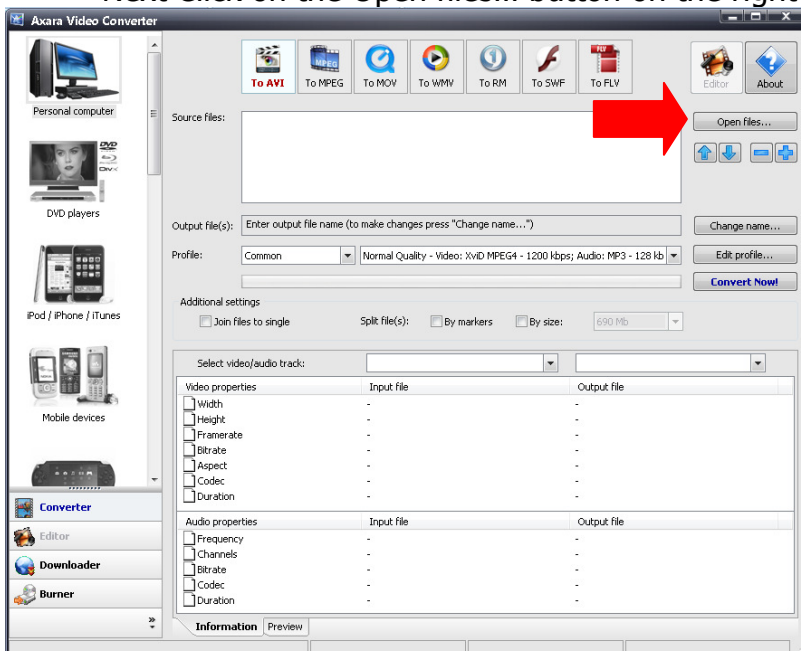 Next Click on the Open files... button on the right
Axara Video Converter
Personal computer
DVD players
iPod / iPhone / iTunes
Mobile devices
Converter
Editor
Downloader
Burner
To AVI
To MPEG
To MOV
To WMV
To RM
To SWF
To FLV
Editor
About
Source files:
Open files...
Output file(s): Enter output file name (to make changes press "Change name...") Change name...
Profile: Common Normal Quality - Video: XviD MPEG4 - 1200 kbps; Audio: MP3 - 128 kb Edit profile...
Convert Now!
Additional settings
Join files to single Split file(s): By markers By size: 690 Mb
Select video/audio track:
Video properties Input file Output file
Width - -
Height - -
Framerate - -
Bitrate - -
Aspect - -
Codec - -
Duration - -
Audio properties Input file Output file
Frequency - -
Channels - -
Bitrate - -
Codec - -
Duration - -
Information Preview